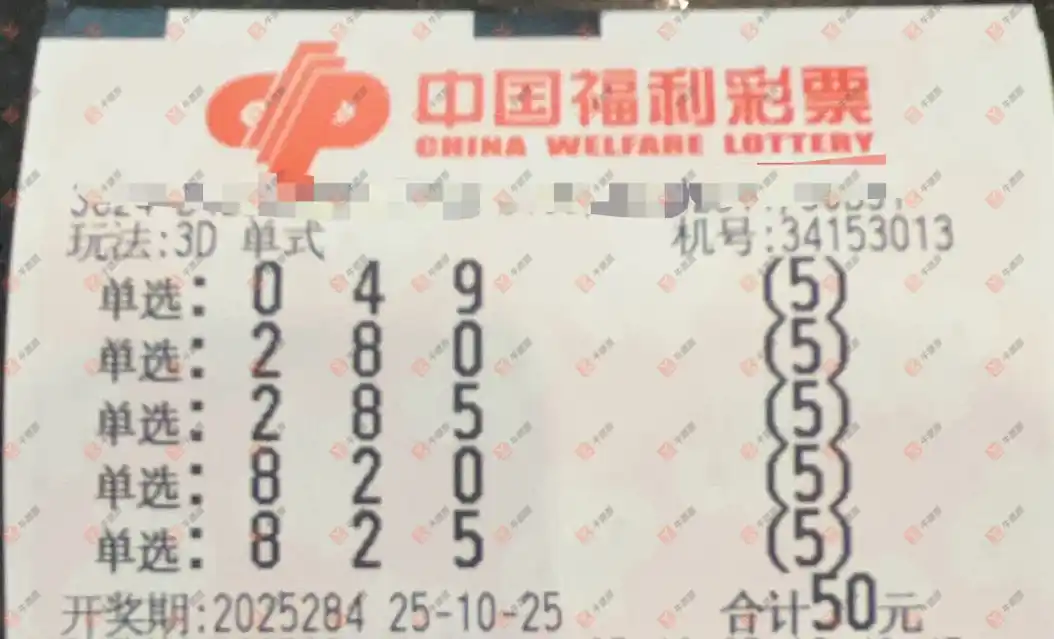 中国福利彩票
CHINA WELFARE LOTTERY
玩法:3D 单式 机号:34153013
单选: 0 4 9 (5)
单选: 2 8 0 (5)
单选: 2 8 5 (5)
单选: 8 2 0 (5)
单选: 8 2 5 (5)
开奖期:2025284 25-10-25 合计50元